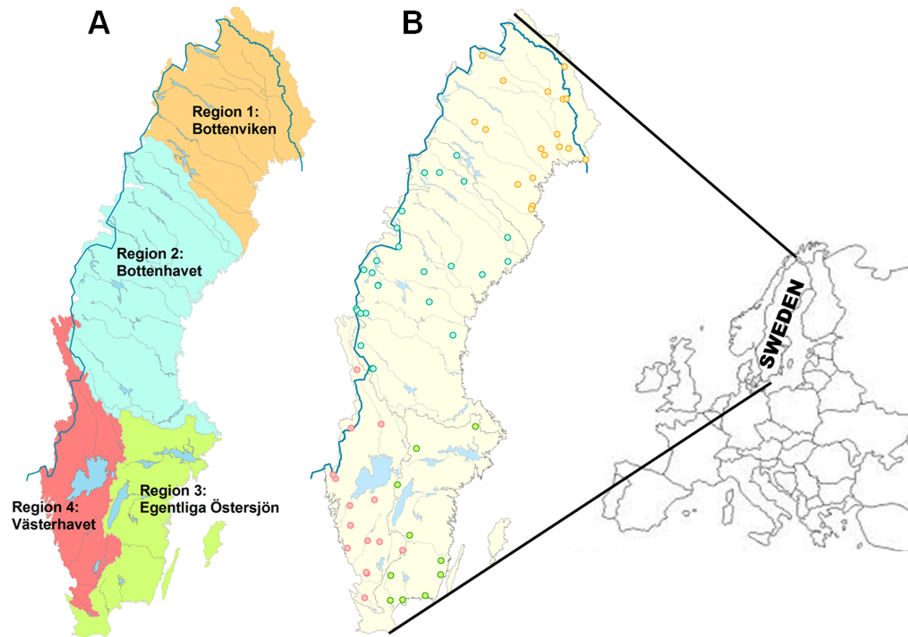 A
B
Region 1:
Bottenviken
Region 2:
Bottenhavet
Region 3:
Egentliga Östersjön
Region 4:
Västerhavet
SWEDEN